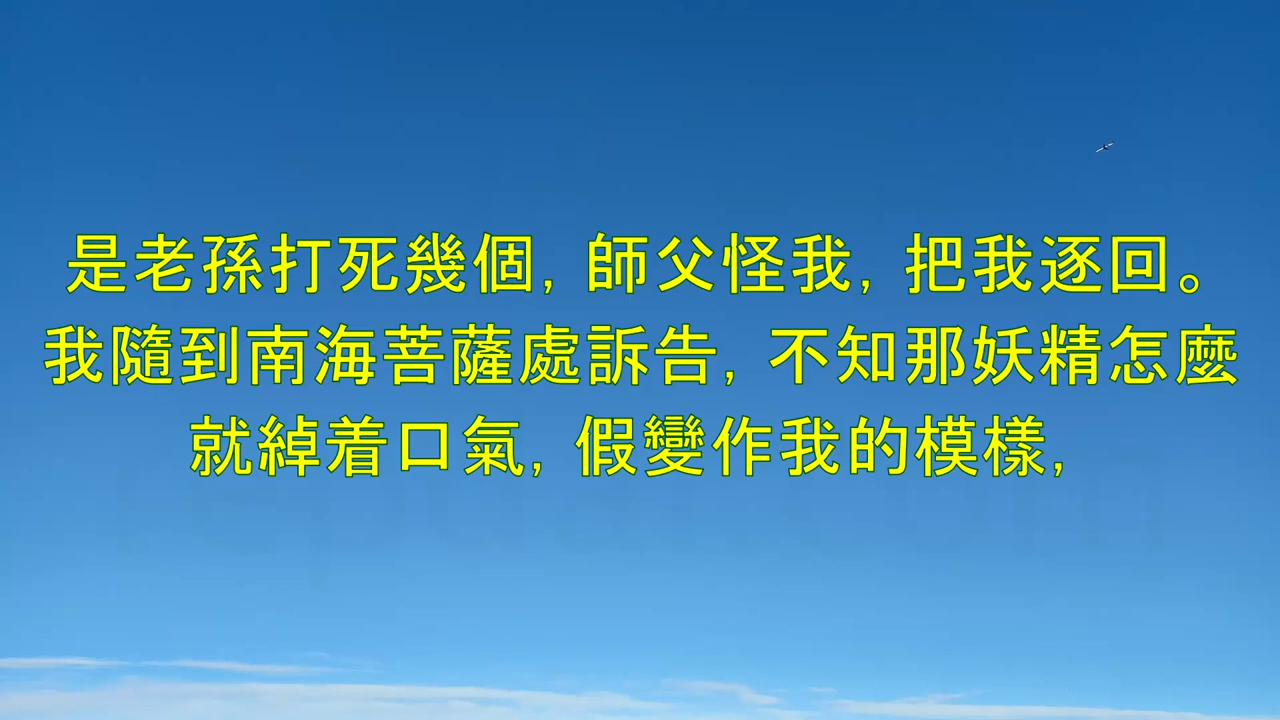 是老孫打死幾個，師父怪我，把我逐回。
我隨到南海菩薩處訴告，不知那妖精怎麼
就綽着口氣，假變作我的模樣，